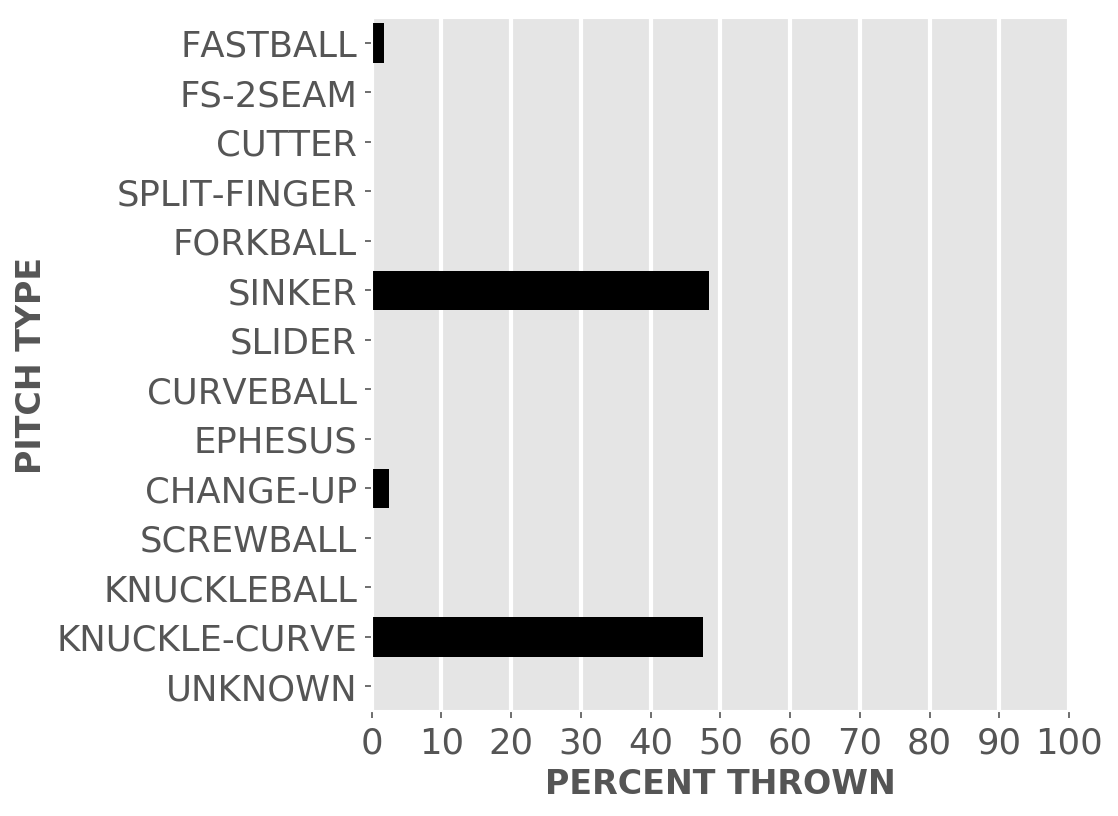 FASTBALL
FS-2SEAM
CUTTER
SPLIT-FINGER
FORKBALL
SINKER
SLIDER
CURVEBALL
EPHESUS
CHANGE-UP
SCREWBALL
KNUCKLEBALL
KNUCKLE-CURVE
UNKNOWN
PITCH TYPE
0 10 20 30 40 50 60 70 80 90 100
PERCENT THROWN